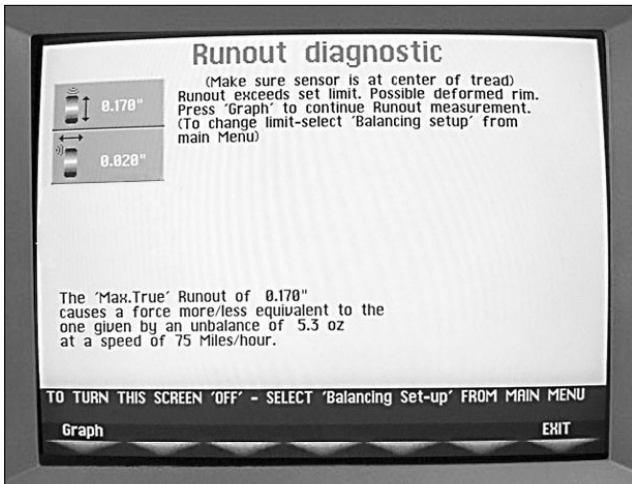 Runout diagnostic
(Make sure sensor is at center of tread)
Runout exceeds set limit. Possible deformed rim.
Press 'Graph' to continue Runout measurement.
(To change limit-select 'Balancing setup' from
main Menu)
0.170"
0.020"
The 'Max.True' Runout of 0.170"
causes a force more/less equivalent to the
one given by an unbalance of 5.3 oz
at a speed of 75 Miles/hour.
TO TURN THIS SCREEN 'OFF' - SELECT 'Balancing Set-up' FROM MAIN MENU
Graph EXIT